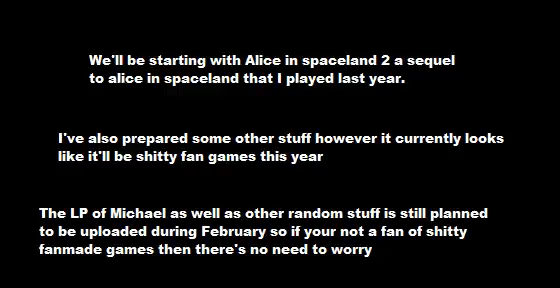 We'll be starting with Alice in spaceland 2 a sequel
to alice in spaceland that I played last year.
I've also prepared some other stuff however it currently looks
like it'll be shitty fan games this year
The LP of Michael as well as other random stuff is still planned
to be uploaded during February so if your not a fan of shitty
fanmade games then there's no need to worry